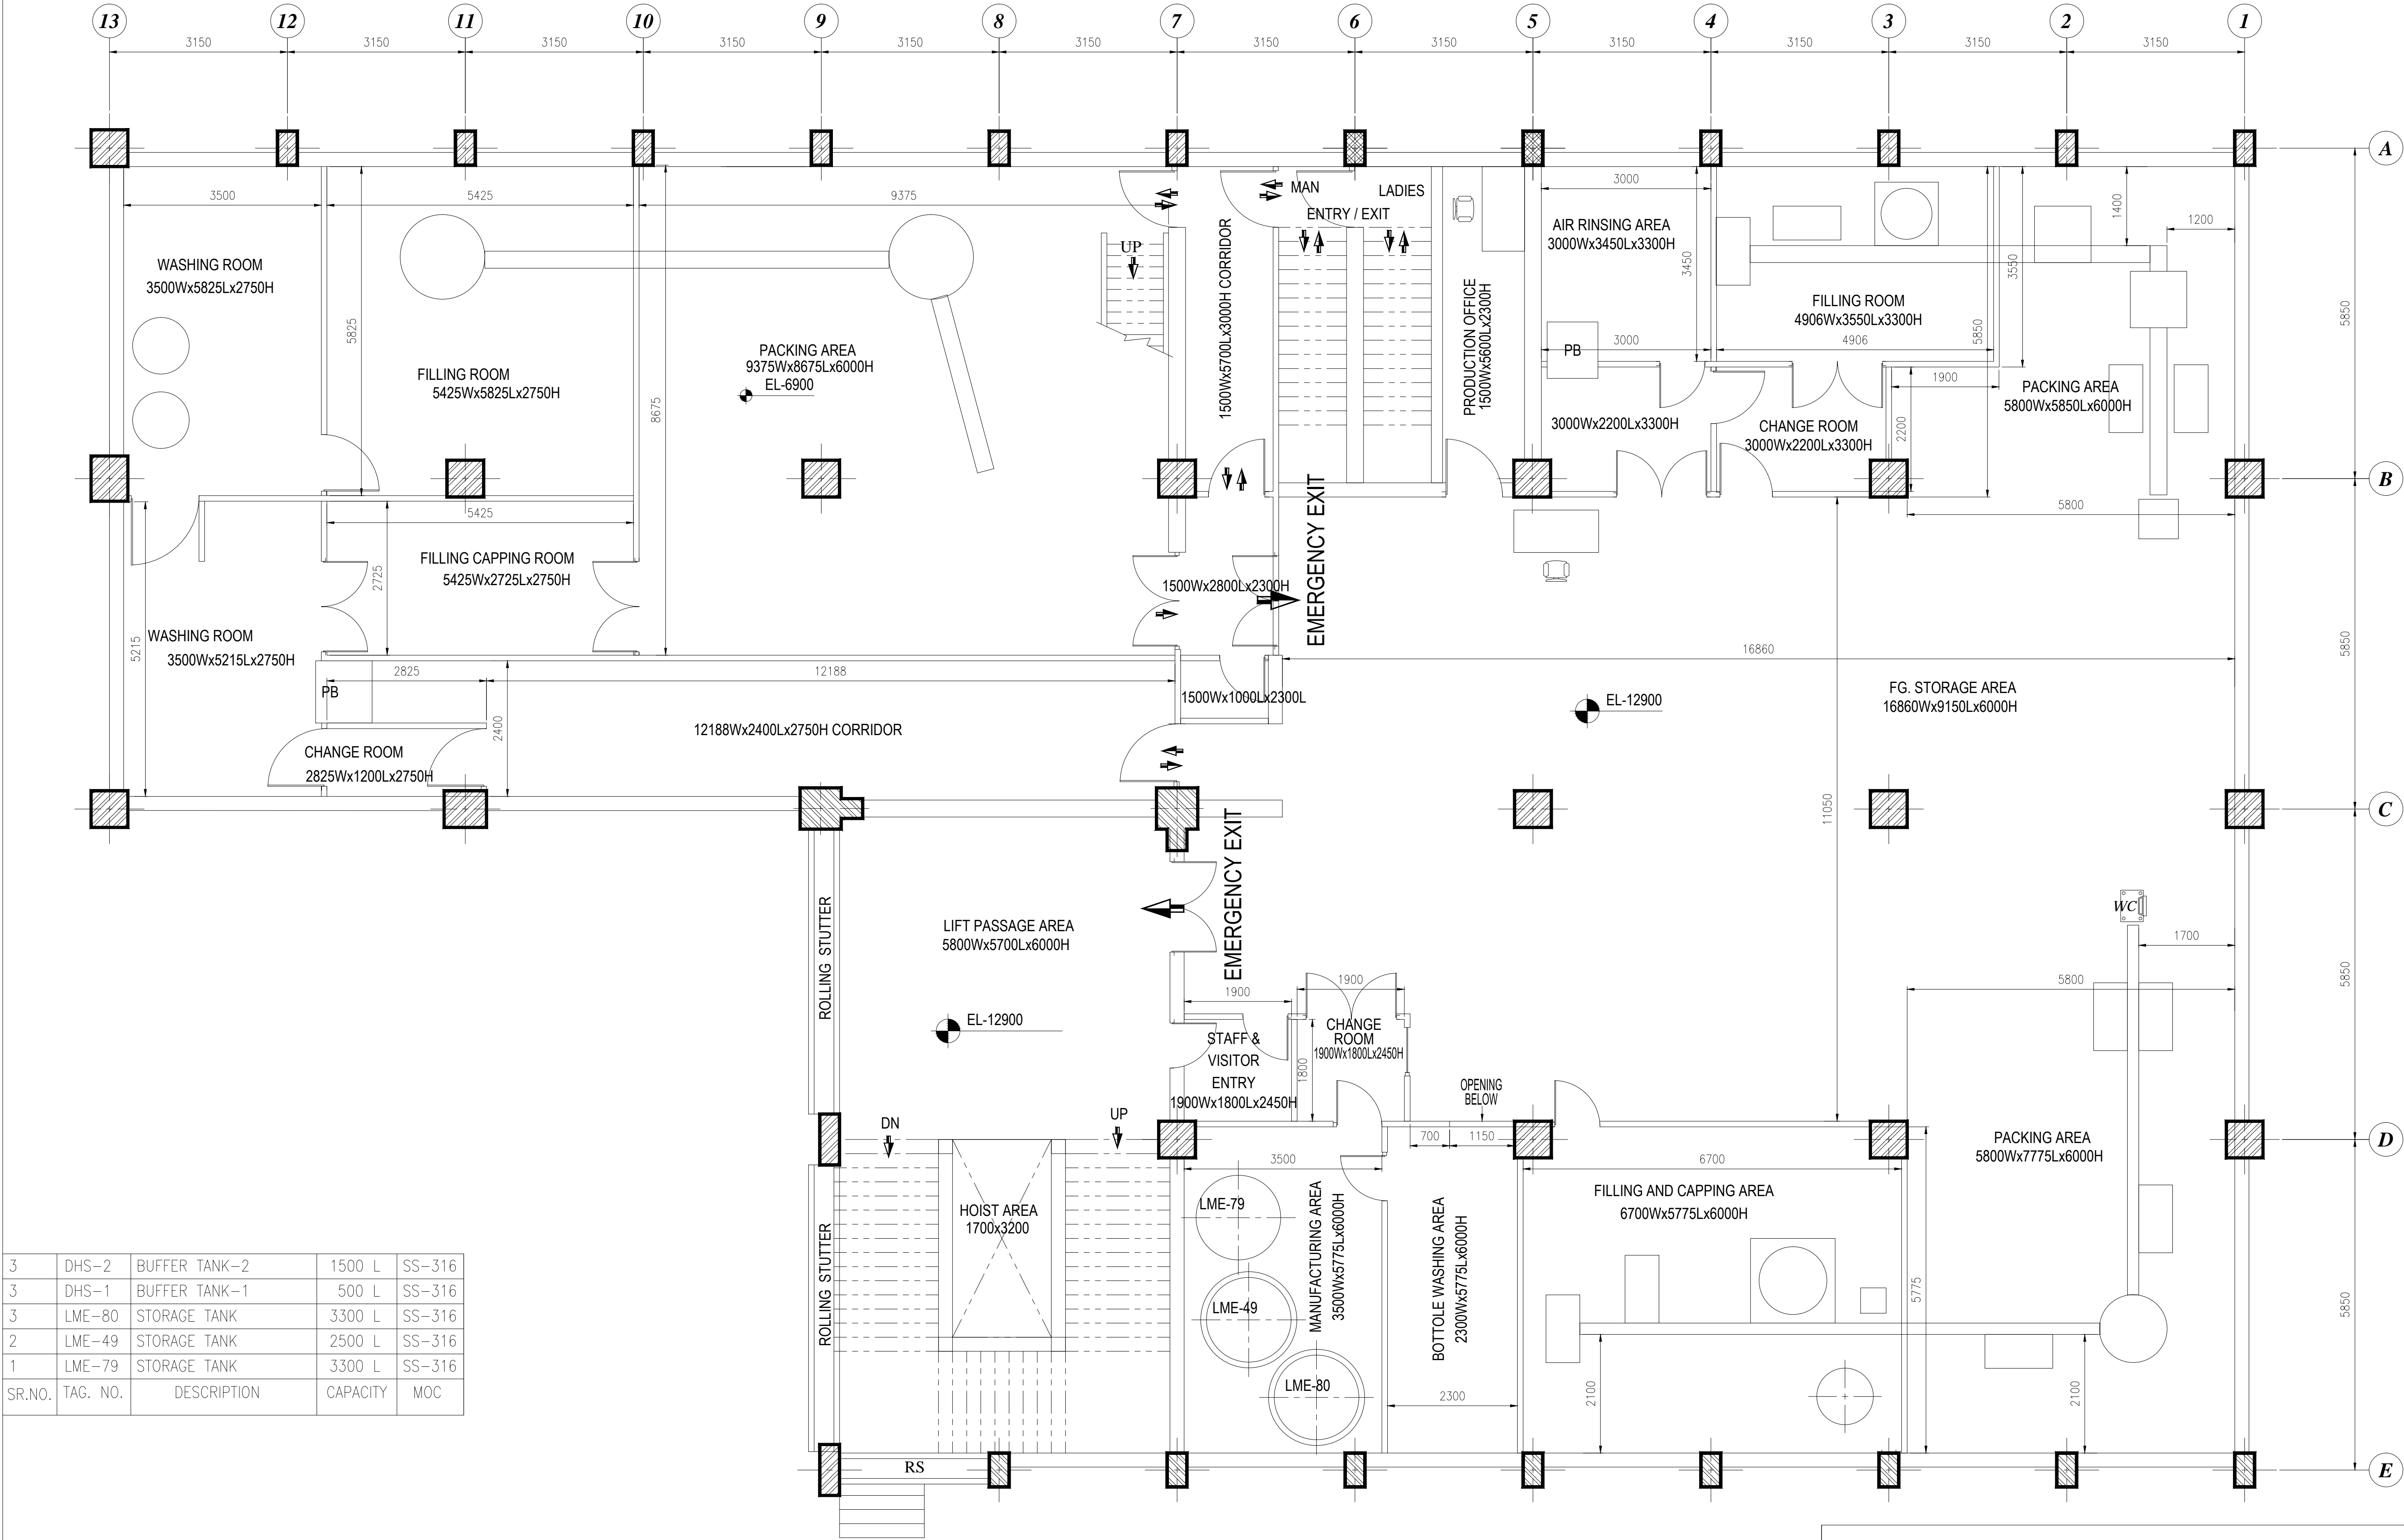 13 12 11 10 9 8 7 6 5 4 3 2 1
3150 3150 3150 3150 3150 3150 3150 3150 3150 3150 3150 3150
A
3500 5425 9375
MAN LADIES
ENTRY / EXIT
3000
1400
1200
UP
WASHING ROOM
3500Wx5825Lx2750H
5825
FILLING ROOM
5425Wx5825Lx2750H
PACKING AREA
9375Wx8675Lx6000H
EL-6900
8675
1500Wx5700Lx3000H CORRIDOR
PRODUCTION OFFICE
1500Wx5600Lx2300H
AIR RINSING AREA
3000Wx3450Lx3300H
3450
3000
PB
3000Wx2200Lx3300H
FILLING ROOM
4906Wx3550Lx3300H
4906
5850
3550
1900
2200
CHANGE ROOM
3000Wx2200Lx3300H
PACKING AREA
5800Wx5850Lx6000H
5850
B
5425
5800
FILLING CAPPING ROOM
5425Wx2725Lx2750H
2725
WASHING ROOM
3500Wx5215Lx2750H
5215
1500Wx2800Lx2300H
EMERGENCY EXIT
16860
5850
2825 12188
PB
1500Wx1000Lx2300L
EL-12900
FG. STORAGE AREA
16860Wx9150Lx6000H
2400
12188Wx2400Lx2750H CORRIDOR
CHANGE ROOM
2825Wx1200Lx2750H
11050
C
EMERGENCY EXIT
ROLLING STUTTER
LIFT PASSAGE AREA
5800Wx5700Lx6000H
EL-12900
WC
1700
5800
5850
1900 1900
STAFF &
VISITOR
ENTRY
1900Wx1800Lx2450H
1800
CHANGE
ROOM
1900Wx1800Lx2450H
OPENING
BELOW
DN UP
700 1150
D
PACKING AREA
5800Wx7775Lx6000H
3500 6700
ROLLING STUTTER
HOIST AREA
1700x3200
LME-79
LME-49
LME-80
MANUFACTURING AREA
3500Wx5775Lx6000H
BOTTOLE WASHING AREA
2300Wx5775Lx6000H
2300
FILLING AND CAPPING AREA
6700Wx5775Lx6000H
5775
2100
2100
5850
RS
E
3 DHS-2 BUFFER TANK-2 1500 L SS-316
3 DHS-1 BUFFER TANK-1 500 L SS-316
3 LME-80 STORAGE TANK 3300 L SS-316
2 LME-49 STORAGE TANK 2500 L SS-316
1 LME-79 STORAGE TANK 3300 L SS-316
SR.NO. TAG. NO. DESCRIPTION CAPACITY MOC